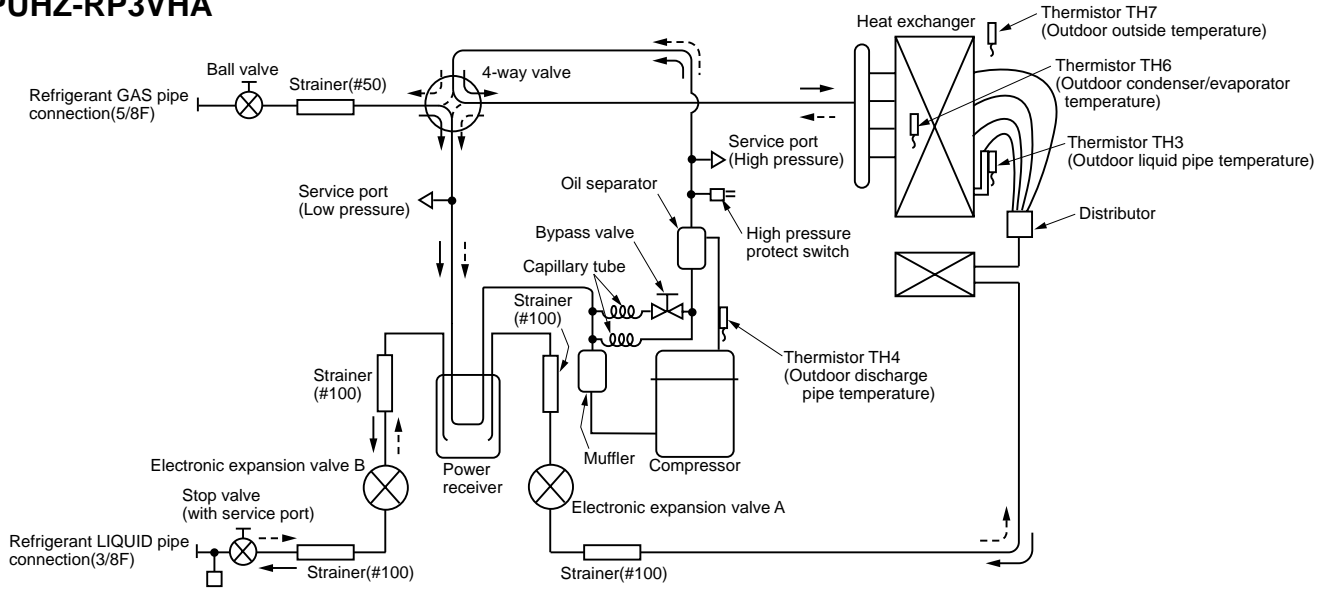 PUHZ-RP3VHA
Heat exchanger
Thermistor TH7
(Outdoor outside temperature)
Ball valve
Strainer(#50)
4-way valve
Thermistor TH6
(Outdoor condenser/evaporator
temperature)
Refrigerant GAS pipe
connection(5/8F)
Service port
(High pressure)
Thermistor TH3
(Outdoor liquid pipe temperature)
Service port
(Low pressure)
Oil separator
Distributor
Bypass valve
High pressure
protect switch
Capillary tube
Strainer
(#100)
Thermistor TH4
(Outdoor discharge
pipe temperature)
Strainer
(#100)
Muffler
Compressor
Electronic expansion valve B
Power
receiver
Stop valve
(with service port)
Electronic expansion valve A
Refrigerant LIQUID pipe
connection(3/8F)
Strainer(#100)
Strainer(#100)